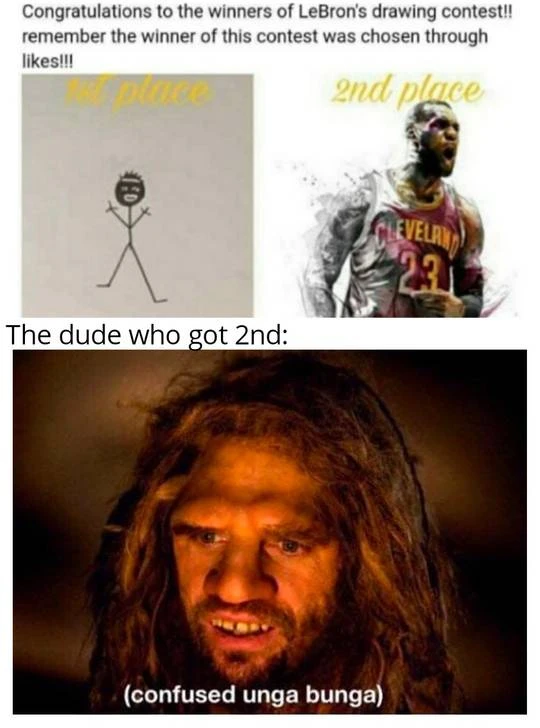 Congratulations to the winners of LeBron's drawing contest!!
remember the winner of this contest was chosen through
likes!!!
1st place
2nd place
CLEVELAND
23
The dude who got 2nd:
(confused unga bunga)